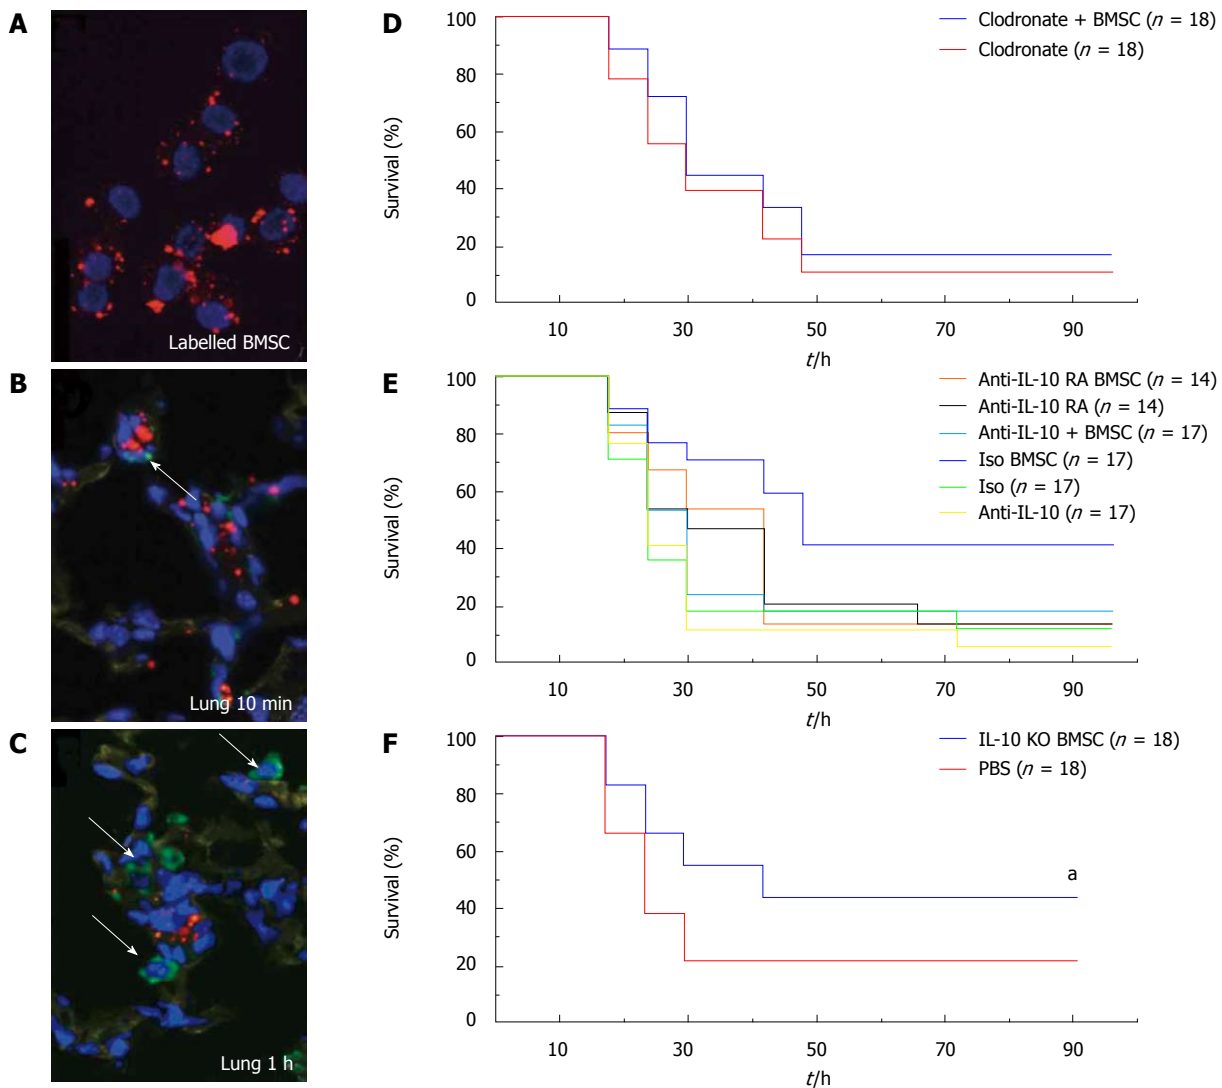 A
Labelled BMSC
B
Lung 10 min
C
Lung 1 h
D
Clodronate + BMSC (n = 18)
Clodronate (n = 18)
Survival (%)
100
80
60
40
20
0
10 30 50 70 90
t/h
E
Anti-IL-10 RA BMSC (n = 14)
Anti-IL-10 RA (n = 14)
Anti-IL-10 + BMSC (n = 17)
Iso BMSC (n = 17)
Iso (n = 17)
Anti-IL-10 (n = 17)
Survival (%)
100
80
60
40
20
0
10 30 50 70 90
t/h
F
IL-10 KO BMSC (n = 18)
PBS (n = 18)
a
Survival (%)
100
80
60
40
20
0
10 30 50 70 90
t/h